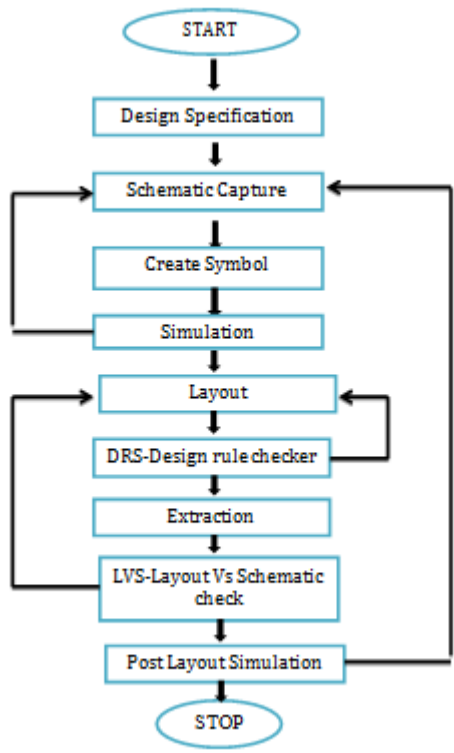 START
Design Specification
Schematic Capture
Create Symbol
Simulation
Layout
DRS-Design rule checker
Extraction
LVS-Layout Vs Schematic
check
Post Layout Simulation
STOP